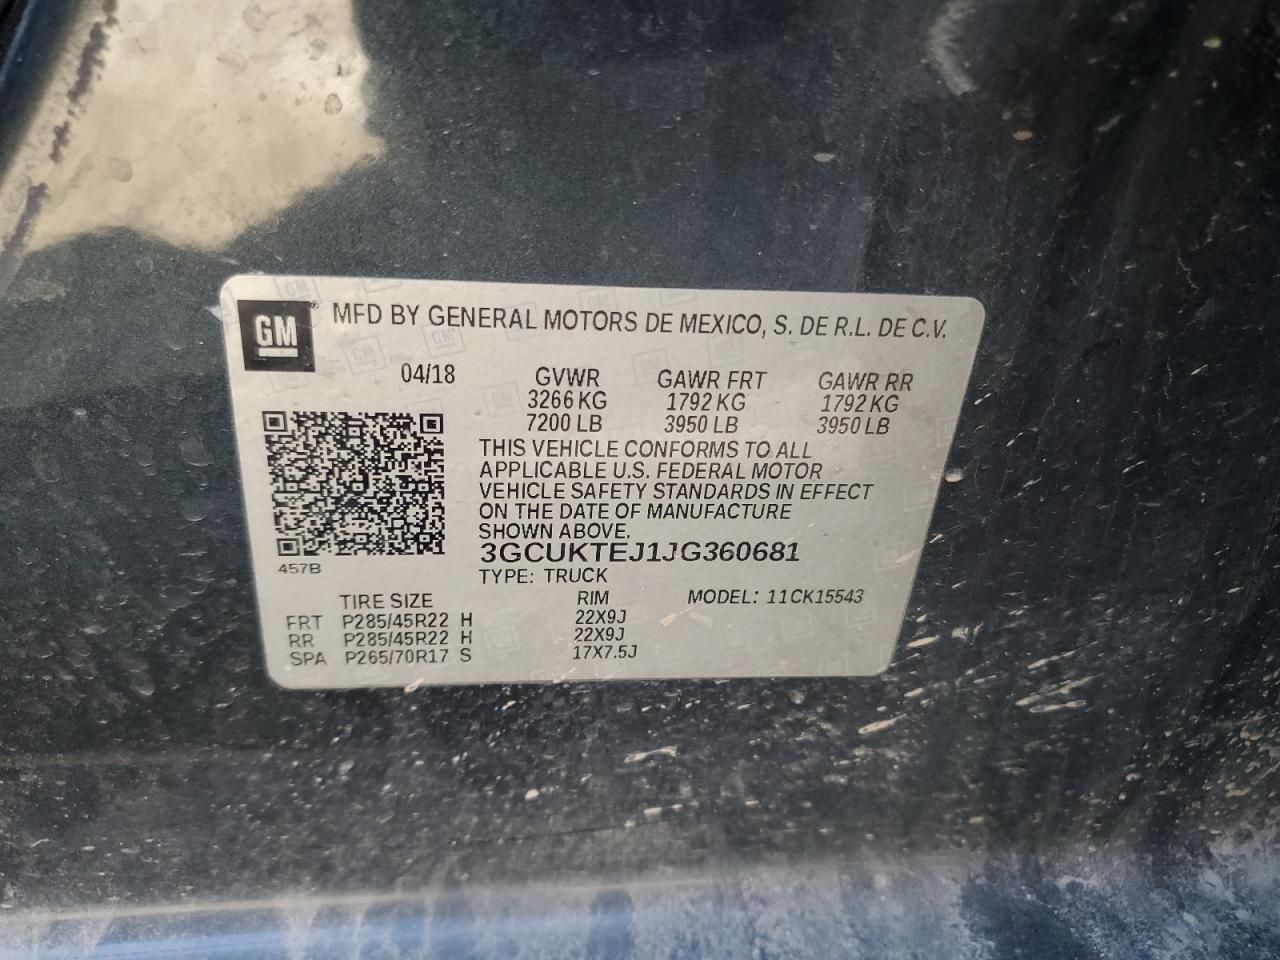 GM
MFD BY GENERAL MOTORS DE MEXICO, S. DE R.L. DE C.V.
04/18
GVWR GAWR FRT GAWR RR
3266 KG 1792 KG 1792 KG
7200 LB 3950 LB 3950 LB
THIS VEHICLE CONFORMS TO ALL
APPLICABLE U.S. FEDERAL MOTOR
VEHICLE SAFETY STANDARDS IN EFFECT
ON THE DATE OF MANUFACTURE
SHOWN ABOVE.
3GCUKTEJ1JG360681
457B
TYPE: TRUCK
TIRE SIZE RIM MODEL: 11CK15543
FRT P285/45R22 H 22X9J
RR P285/45R22 H 22X9J
SPA P265/70R17 S 17X7.5J